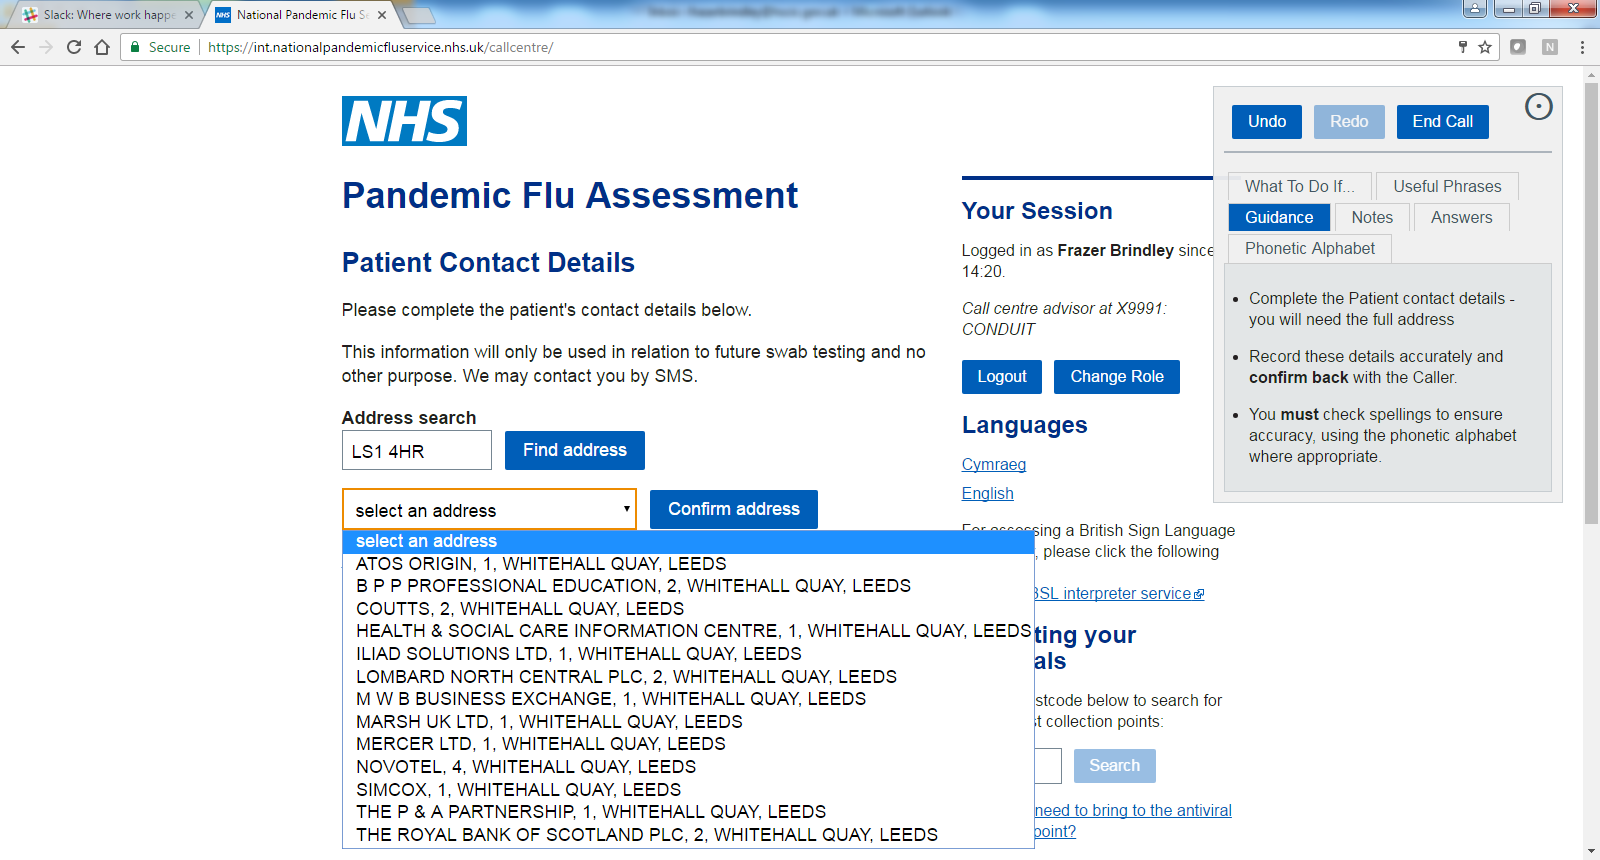 Slack: Where work happe
National Pandemic Flu Se
Secure
https://int.nationalpandemicfluservice.nhs.uk/callcentre/
N
NHS
Pandemic Flu Assessment
Patient Contact Details
Please complete the patient's contact details below.
This information will only be used in relation to future swab testing and no
other purpose. We may contact you by SMS.
Address search
LS1 4HR
Find address
select an address
Confirm address
select an address
ATOS ORIGIN, 1, WHITEHALL QUAY, LEEDS
B P P PROFESSIONAL EDUCATION, 2, WHITEHALL QUAY, LEEDS
COUTTS, 2, WHITEHALL QUAY, LEEDS
HEALTH & SOCIAL CARE INFORMATION CENTRE, 1, WHITEHALL QUAY, LEEDS
ILIAD SOLUTIONS LTD, 1, WHITEHALL QUAY, LEEDS
LOMBARD NORTH CENTRAL PLC, 2, WHITEHALL QUAY, LEEDS
M W B BUSINESS EXCHANGE, 1, WHITEHALL QUAY, LEEDS
MARSH UK LTD, 1, WHITEHALL QUAY, LEEDS
MERCER LTD, 1, WHITEHALL QUAY, LEEDS
NOVOTEL, 4, WHITEHALL QUAY, LEEDS
SIMCOX, 1, WHITEHALL QUAY, LEEDS
THE P & A PARTNERSHIP, 1, WHITEHALL QUAY, LEEDS
THE ROYAL BANK OF SCOTLAND PLC, 2, WHITEHALL QUAY, LEEDS
Your Session
Logged in as Frazer Brindley since
14:20.
Call centre advisor at X9991:
CONDUIT
Logout
Change Role
Languages
Cymraeg
English
For assessing a British Sign Language
, please click the following
BSL interpreter service
ting your
als
stcode below to search for
st collection points:
Search
need to bring to the antiviral
point?
Undo
Redo
End Call
What To Do If...
Useful Phrases
Guidance
Notes
Answers
Phonetic Alphabet
Complete the Patient contact details -
you will need the full address
Record these details accurately and
confirm back with the Caller.
You must check spellings to ensure
accuracy, using the phonetic alphabet
where appropriate.